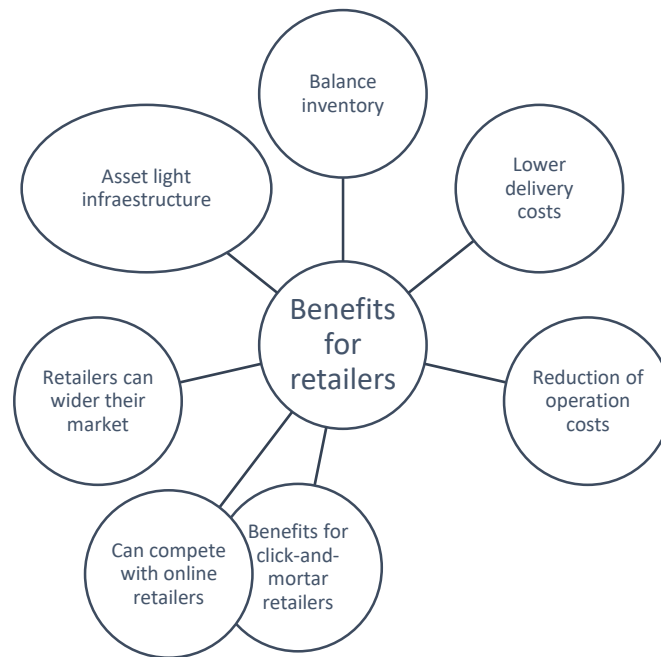 Balance
inventory
Lower
delivery
costs
Reduction of
operation
costs
Benefits for
click-and-
mortar
retailers
Can compete
with online
retailers
Retailers can
wider their
market
Asset light
infraestructure
Benefits
for
retailers